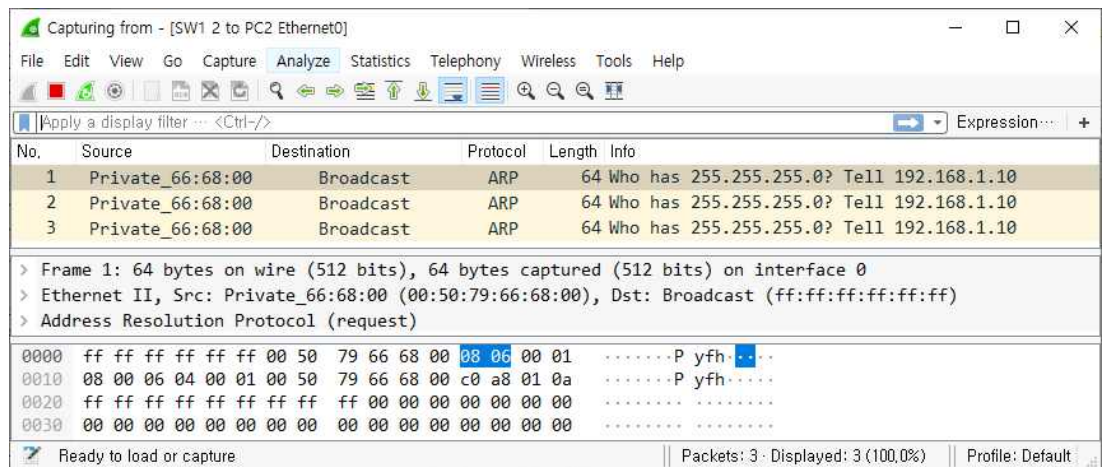 Capturing from - [SW1 2 to PC2 Ethernet0]
File Edit View Go Capture Analyze Statistics Telephony Wireless Tools Help
Apply a display filter ... <Ctrl-/> Expression... +
No. Source Destination Protocol Length Info
1 Private_66:68:00 Broadcast ARP 64 Who has 255.255.255.0? Tell 192.168.1.10
2 Private_66:68:00 Broadcast ARP 64 Who has 255.255.255.0? Tell 192.168.1.10
3 Private_66:68:00 Broadcast ARP 64 Who has 255.255.255.0? Tell 192.168.1.10
> Frame 1: 64 bytes on wire (512 bits), 64 bytes captured (512 bits) on interface 0
> Ethernet II, Src: Private_66:68:00 (00:50:79:66:68:00), Dst: Broadcast (ff:ff:ff:ff:ff:ff)
> Address Resolution Protocol (request)
0000 ff ff ff ff ff ff 00 50 79 66 68 00 08 06 00 01 ·······P yfh·····
0010 08 00 06 04 00 01 00 50 79 66 68 00 c0 a8 01 0a ·······P yfh·····
0020 ff ff ff ff ff ff ff ff ff 00 00 00 00 00 00 00 ········ ········
0030 00 00 00 00 00 00 00 00 00 00 00 00 00 00 00 00 ········ ········
Ready to load or capture Packets: 3 · Displayed: 3 (100,0%) Profile: Default